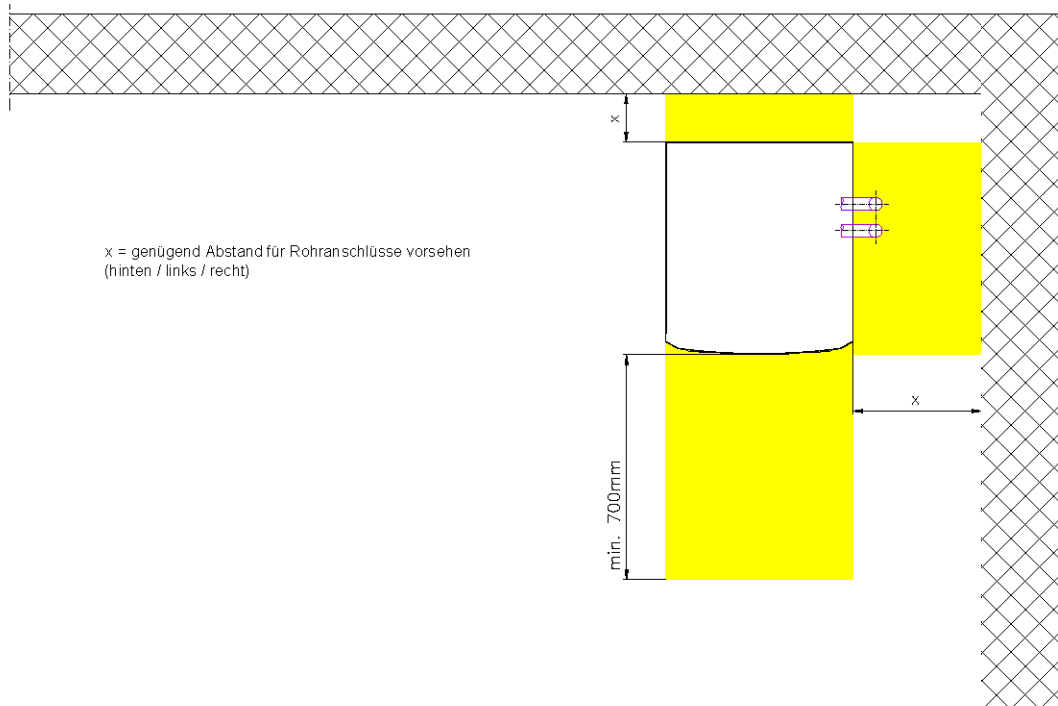 x
x = genügend Abstand für Rohranschlüsse vorsehen
(hinten / links / recht)
x
min. 700mm